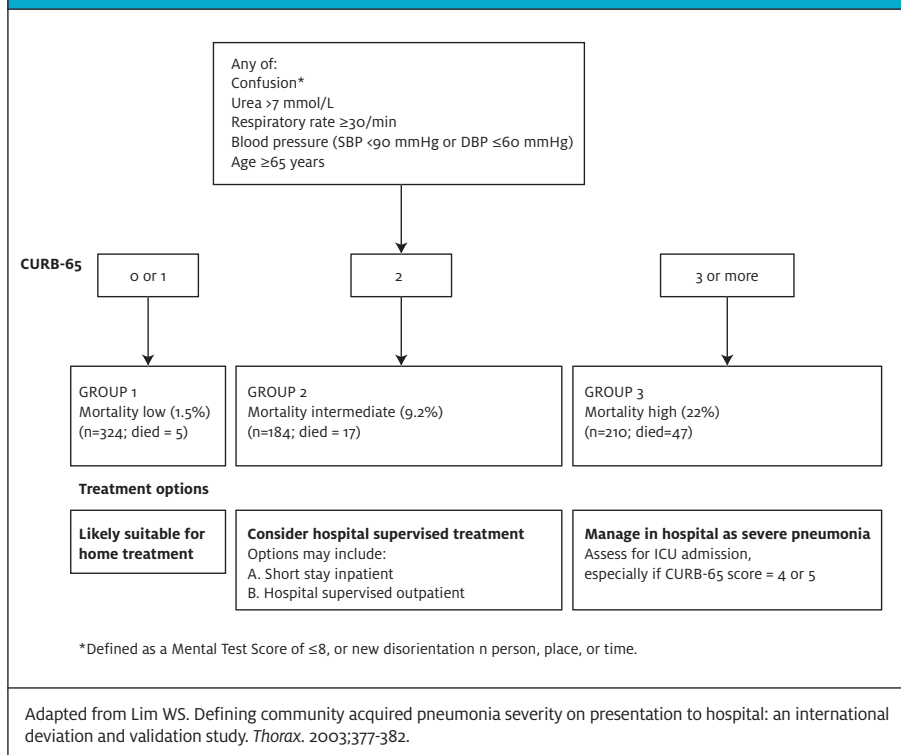 Any of:
Confusion*
Urea >7 mmol/L
Respiratory rate ≥30/min
Blood pressure (SBP <90 mmHg or DBP ≤60 mmHg)
Age ≥65 years
CURB-65
0 or 1
2
3 or more
GROUP 1
Mortality low (1.5%)
(n=324; died = 5)
GROUP 2
Mortality intermediate (9.2%)
(n=184; died = 17)
GROUP 3
Mortality high (22%)
(n=210; died=47)
Treatment options
Likely suitable for
home treatment
Consider hospital supervised treatment
Options may include:
A. Short stay inpatient
B. Hospital supervised outpatient
Manage in hospital as severe pneumonia
Assess for ICU admission,
especially if CURB-65 score = 4 or 5
*Defined as a Mental Test Score of ≤8, or new disorientation n person, place, or time.
Adapted from Lim WS. Defining community acquired pneumonia severity on presentation to hospital: an international
deviation and validation study. Thorax. 2003;377-382.